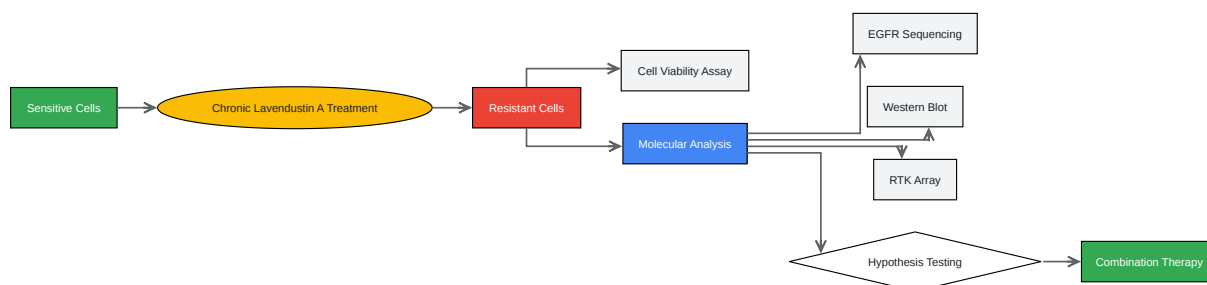 Sensitive Cells
Chronic Lavendustin A Treatment
Resistant Cells
Cell Viability Assay
Molecular Analysis
EGFR Sequencing
Western Blot
RTK Array
Hypothesis Testing
Combination Therapy